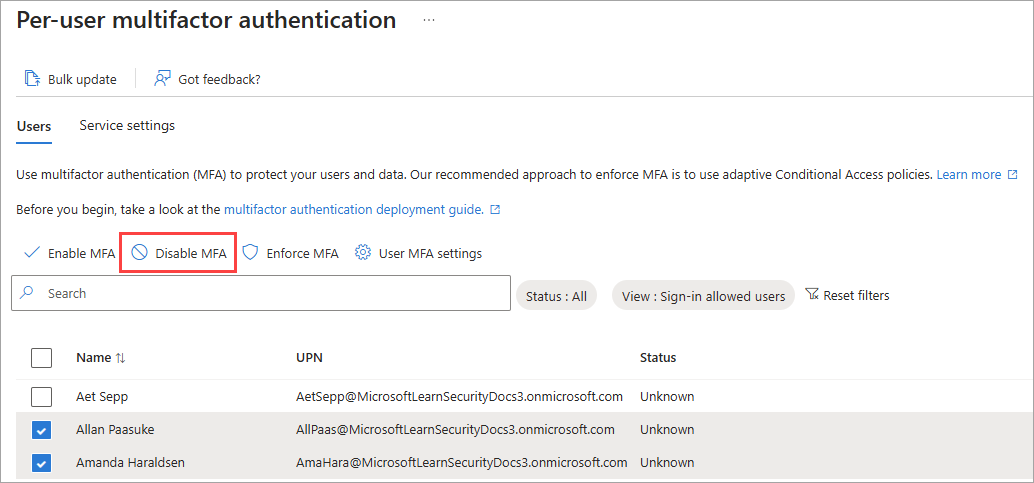 Per-user multifactor authentication ...
Bulk update Got feedback?
Users Service settings
Use multifactor authentication (MFA) to protect your users and data. Our recommended approach to enforce MFA is to use adaptive Conditional Access policies. Learn more
Before you begin, take a look at the multifactor authentication deployment guide.
Enable MFA Disable MFA Enforce MFA User MFA settings
Search Status : All View : Sign-in allowed users Reset filters
Name UPN Status
Aet Sepp AetSepp@MicrosoftLearnSecurityDocs3.onmicrosoft.com Unknown
Allan Paasuke AllPaas@MicrosoftLearnSecurityDocs3.onmicrosoft.com Unknown
Amanda Haraldsen AmaHara@MicrosoftLearnSecurityDocs3.onmicrosoft.com Unknown